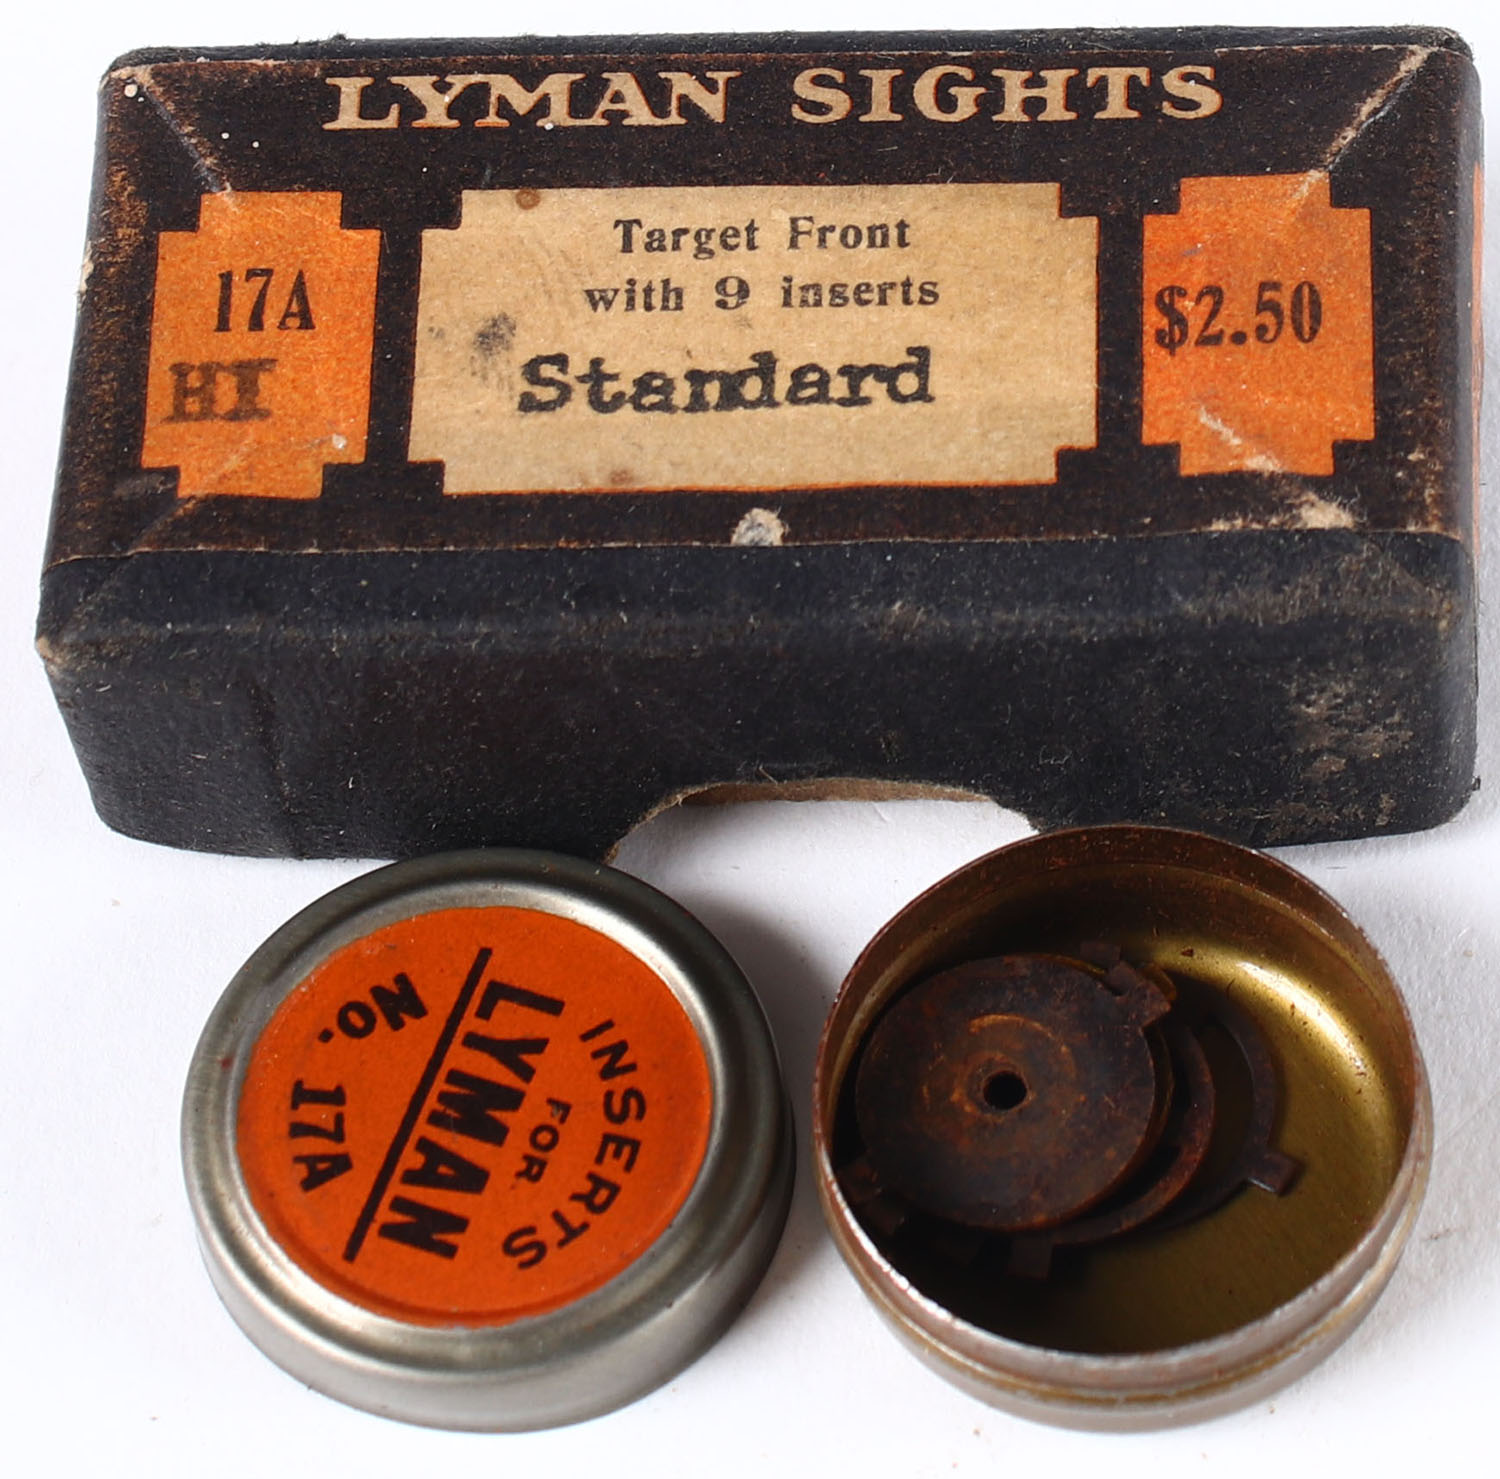 LYMAN SIGHTS
17A
HI
Target Front
with 9 inserts
Standard
$2.50
INSERTS
FOR
LYMAN
No. 17A